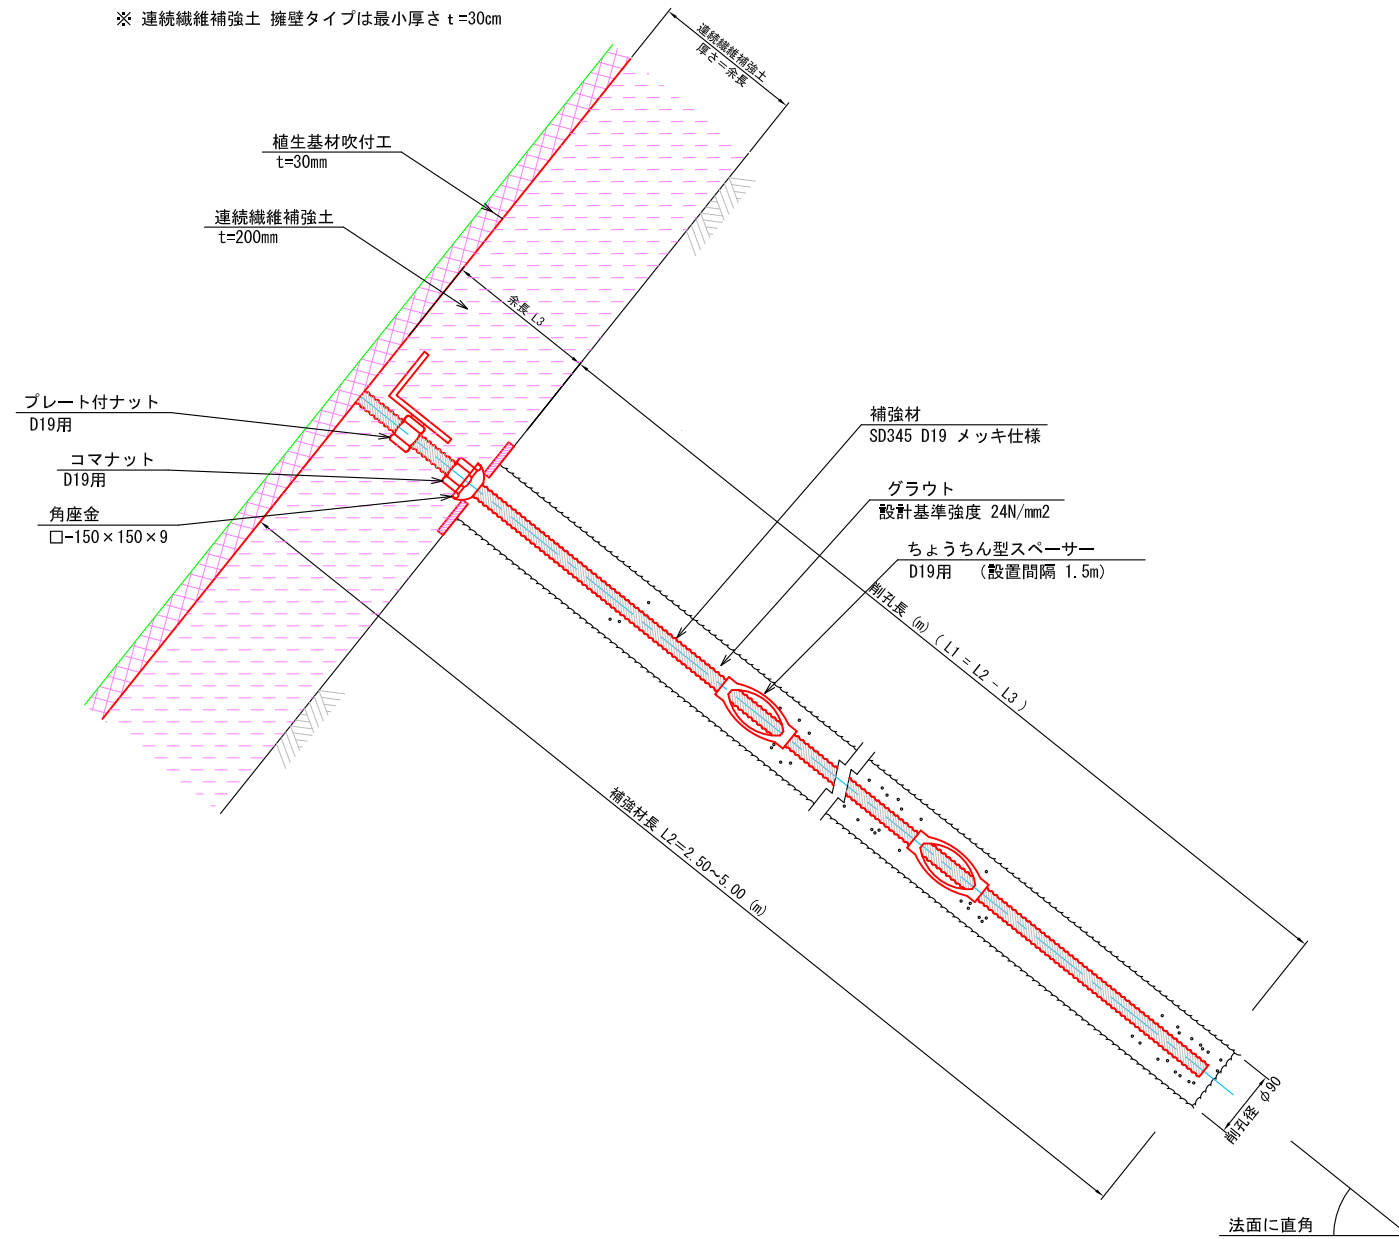 ※ 連続繊維補強土 擁壁タイプは最小厚さ t=30cm
連続繊維補強土
厚さ=余長
植生基材吹付工
t=30mm
連続繊維補強土
t=200mm
余長 L3
プレート付ナット
D19用
コマナット
D19用
角座金
□-150×150×9
補強材
SD345 D19 メッキ仕様
グラウト
設計基準強度 24N/mm2
ちょうちん型スペーサー
D19用 (設置間隔 1.5m)
削孔長 (m) ( L1 = L2 - L3 )
補強材長 L2=2.50~5.00 (m)
削孔径 φ90
法面に直角